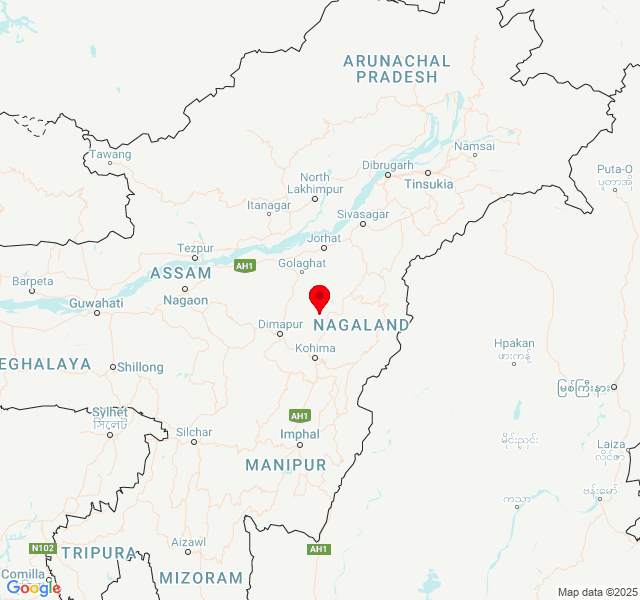 ARUNACHAL
PRADESH
Tawang
Namsai
Dibrugarh
Tinsukia
Puta-O
ပူတာအို
North
Lakhimpur
Itanagar
Sivasagar
Jorhat
Tezpur
AH1
Golaghat
ASSAM
Barpeta
Nagaon
Guwahati
Dimapur
NAGALAND
Kohima
Hpakan
ဖားကန့်
EGHALAYA
Shillong
မြစ်ကြီးနား
Sylhet
সিলেট
AH1
Silchar
Imphal
မိုင်းညှင်း
Laiza
လိုင်ဇာ
MANIPUR
ကသာ
ဗန်းမော်
N102
TRIPURA
Aizawl
AH1
Comilla
MIZORAM
Google
Map data ©2025